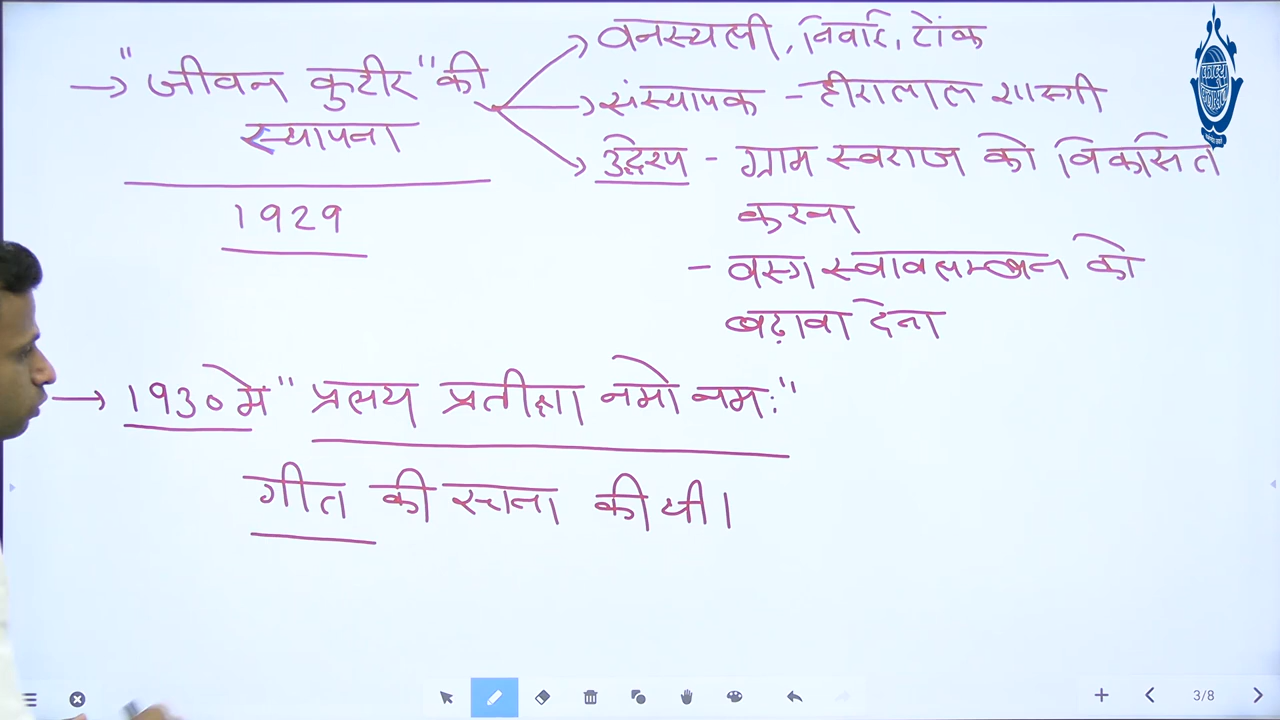 → "जीवन कुटीर" की
स्थापना
1929
→ वनस्थली, निवाई, टोंक
→ संस्थापक - हीरालाल शास्त्री
→ उद्देश्य - ग्राम स्वराज को विकसित
करना
- वस्त्र स्वावलम्बन को
बढ़ावा देना
→ 1930 में "प्रलय प्रतीक्षा नमो नमः"
गीत की रचना की थी।
3/8